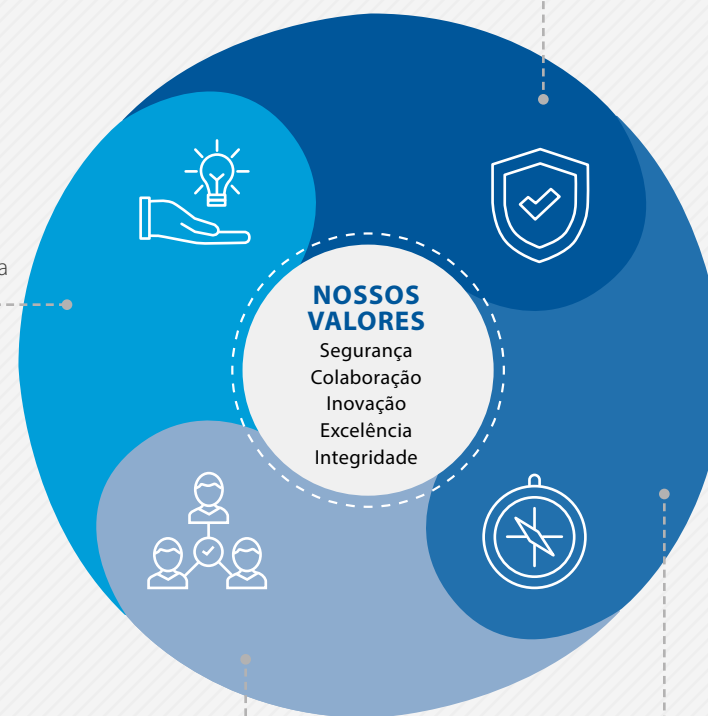 a
NOSSOS
VALORES
Segurança
Colaboração
Inovação
Excelência
Integridade